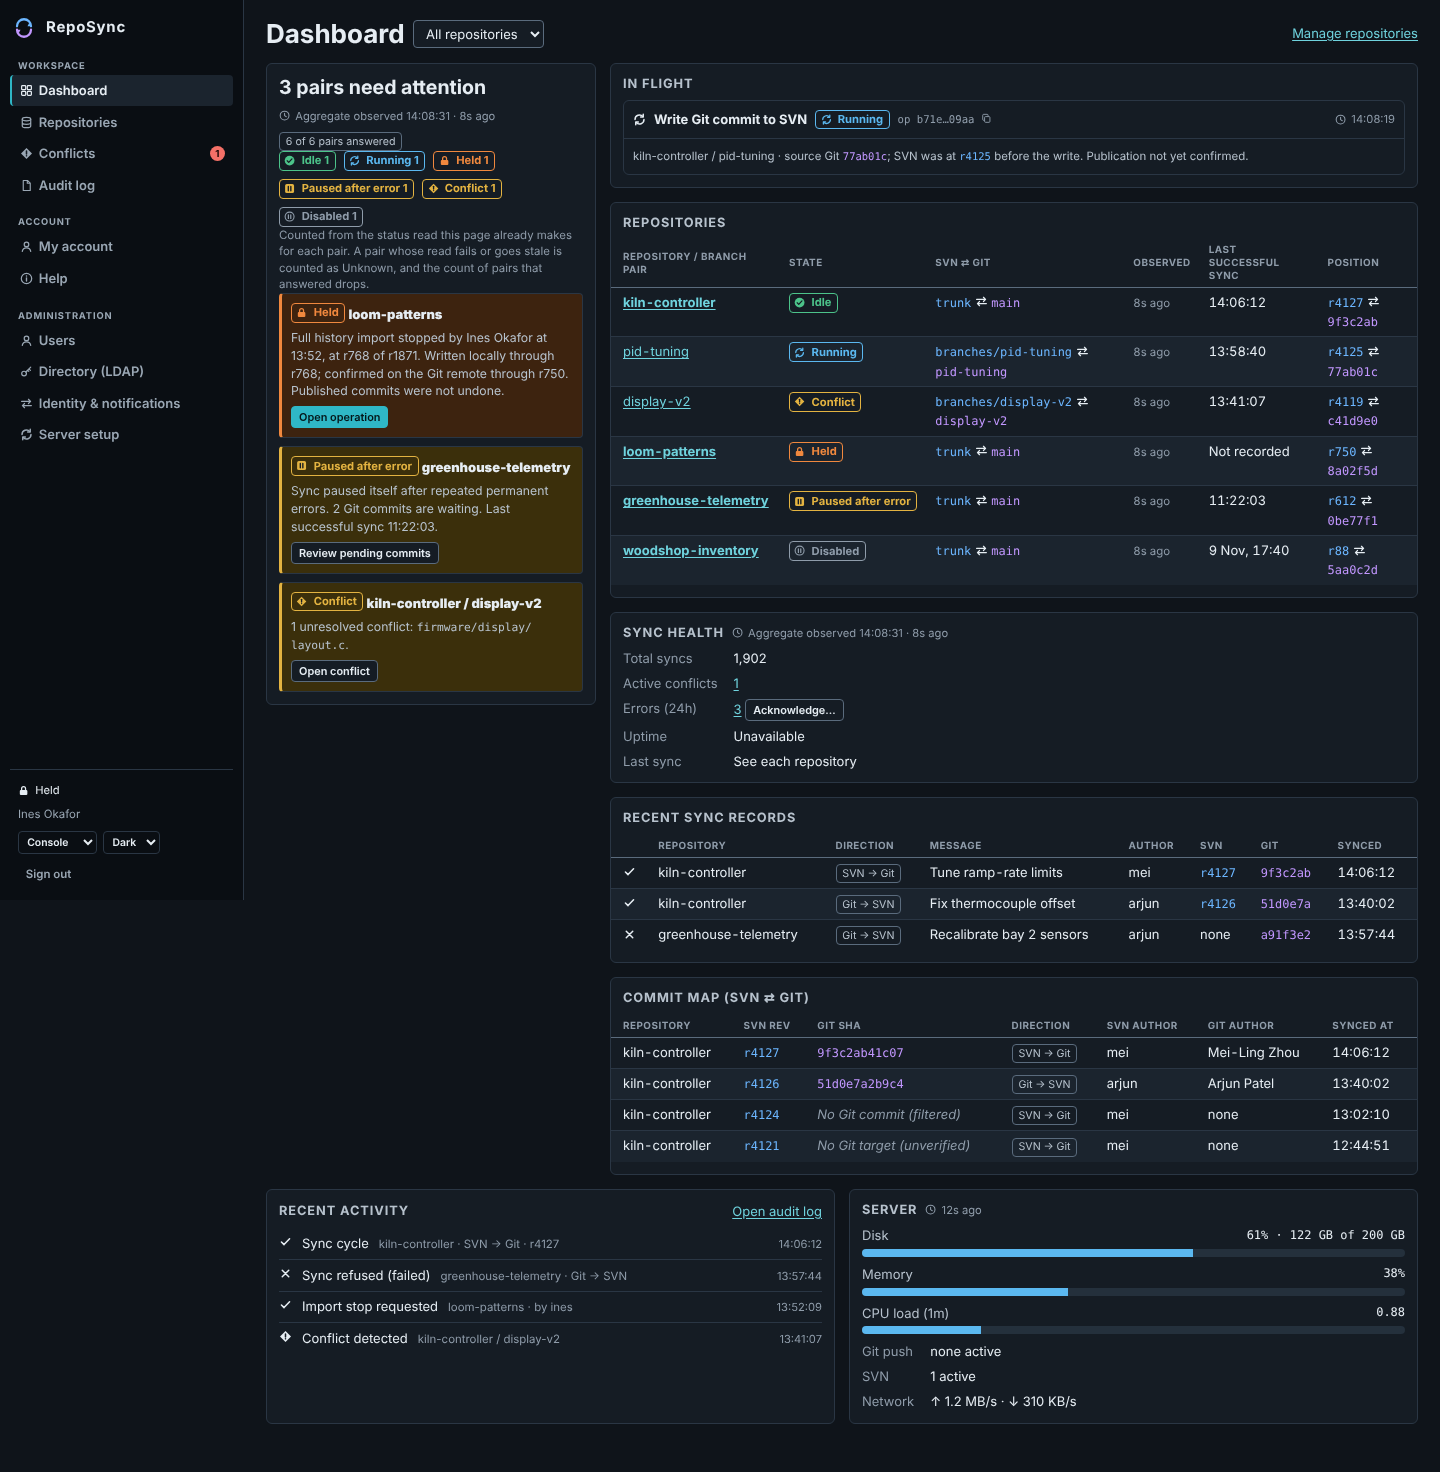 RepoSync
WORKSPACE
Dashboard
Repositories
Conflicts 1
Audit log
ACCOUNT
My account
Help
ADMINISTRATION
Users
Directory (LDAP)
Identity & notifications
Server setup
Held
Ines Okafor
Console Dark
Sign out
Dashboard All repositories Manage repositories
3 pairs need attention
Aggregate observed 14:08:31 · 8s ago
6 of 6 pairs answered
Idle 1 Running 1 Held 1
Paused after error 1 Conflict 1
Disabled 1
Counted from the status read this page already makes
for each pair. A pair whose read fails or goes stale is
counted as Unknown, and the count of pairs that
answered drops.
Held loom-patterns
Full history import stopped by Ines Okafor at
13:52, at r768 of r1871. Written locally through
r768; confirmed on the Git remote through r750.
Published commits were not undone.
Open operation
Paused after error greenhouse-telemetry
Sync paused itself after repeated permanent
errors. 2 Git commits are waiting. Last
successful sync 11:22:03.
Review pending commits
Conflict kiln-controller / display-v2
1 unresolved conflict: firmware/display/
layout.c.
Open conflict
IN FLIGHT
Write Git commit to SVN Running op b71e…09aa 14:08:19
kiln-controller / pid-tuning · source Git 77ab01c; SVN was at r4125 before the write. Publication not yet confirmed.
REPOSITORIES
REPOSITORY / BRANCH PAIR STATE SVN ⇄ GIT OBSERVED LAST SUCCESSFUL SYNC POSITION
kiln-controller Idle trunk ⇄ main 8s ago 14:06:12 r4127 ⇄
9f3c2ab
pid-tuning Running branches/pid-tuning ⇄ 8s ago 13:58:40 r4125 ⇄
pid-tuning 77ab01c
display-v2 Conflict branches/display-v2 ⇄ 8s ago 13:41:07 r4119 ⇄
display-v2 c41d9e0
loom-patterns Held trunk ⇄ main 8s ago Not recorded r750 ⇄
8a02f5d
greenhouse-telemetry Paused after error trunk ⇄ main 8s ago 11:22:03 r612 ⇄
0be77f1
woodshop-inventory Disabled trunk ⇄ main 8s ago 9 Nov, 17:40 r88 ⇄
5aa0c2d
SYNC HEALTH Aggregate observed 14:08:31 · 8s ago
Total syncs 1,902
Active conflicts 1
Errors (24h) 3 Acknowledge…
Uptime Unavailable
Last sync See each repository
RECENT SYNC RECORDS
REPOSITORY DIRECTION MESSAGE AUTHOR SVN GIT SYNCED
kiln-controller SVN → Git Tune ramp-rate limits mei r4127 9f3c2ab 14:06:12
kiln-controller Git → SVN Fix thermocouple offset arjun r4126 51d0e7a 13:40:02
greenhouse-telemetry Git → SVN Recalibrate bay 2 sensors arjun none a91f3e2 13:57:44
COMMIT MAP (SVN ⇄ GIT)
REPOSITORY SVN REV GIT SHA DIRECTION SVN AUTHOR GIT AUTHOR SYNCED AT
kiln-controller r4127 9f3c2ab41c07 SVN → Git mei Mei-Ling Zhou 14:06:12
kiln-controller r4126 51d0e7a2b9c4 Git → SVN arjun Arjun Patel 13:40:02
kiln-controller r4124 No Git commit (filtered) SVN → Git mei none 13:02:10
kiln-controller r4121 No Git target (unverified) SVN → Git mei none 12:44:51
RECENT ACTIVITY Open audit log
Sync cycle kiln-controller · SVN → Git · r4127 14:06:12
Sync refused (failed) greenhouse-telemetry · Git → SVN 13:57:44
Import stop requested loom-patterns · by ines 13:52:09
Conflict detected kiln-controller / display-v2 13:41:07
SERVER 12s ago
Disk 61% · 122 GB of 200 GB
Memory 38%
CPU load (1m) 0.88
Git push none active
SVN 1 active
Network ↑ 1.2 MB/s · ↓ 310 KB/s